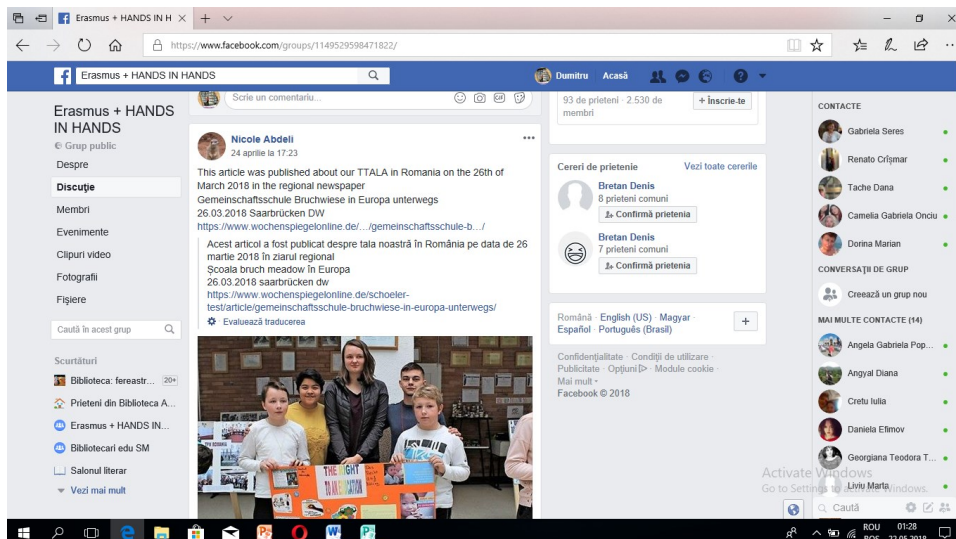 Erasmus + HANDS IN H
https://www.facebook.com/groups/1149529598471822/
Erasmus + HANDS IN HANDS
Dumitru Acasă
Erasmus + HANDS
IN HANDS
Grup public
Despre
Discuție
Membri
Evenimente
Clipuri video
Fotografii
Fișiere
Caută în acest grup
Scurtături
Biblioteca: fereastr... 20+
Prieteni din Biblioteca A...
Erasmus + HANDS IN...
Bibliotecari edu SM
Salonul literar
Vezi mai mult
Scrie un comentariu...
GIF
Nicole Abdeli
24 aprilie la 17:23
This article was published about our TTALA in Romania on the 26th of
March 2018 in the regional newspaper
Gemeinschaftsschule Bruchwiese in Europa unterwegs
26.03.2018 Saarbrücken DW
https://www.wochenspiegelonline.de/.../gemeinschaftsschule-b.../
Acest articol a fost publicat despre tala noastră în România pe data de 26
martie 2018 în ziarul regional
Școala bruch meadow în Europa
26.03.2018 saarbrücken dw
https://www.wochenspiegelonline.de/schoeler-
test/article/gemeinschaftsschule-bruchwiese-in-europa-unterwegs/
Evaluează traducerea
THE RIGHT
TO AN EDUCATION
93 de prieteni · 2.530 de
membri
+ Înscrie-te
Cereri de prietenie Vezi toate cererile
Bretan Denis
8 prieteni comuni
Confirmă prietenia
Bretan Denis
7 prieteni comuni
Confirmă prietenia
Română · English (US) · Magyar ·
Español · Português (Brasil)
Confidențialitate · Condiții de utilizare ·
Publicitate · Opțiuni · Module cookie ·
Mai mult
Facebook © 2018
CONTACTE
Gabriela Seres
Renato Crîșmar
Tache Dana
Camelia Gabriela Onciu
Dorina Marian
CONVERSAȚII DE GRUP
Creează un grup nou
MAI MULTE CONTACTE (14)
Angela Gabriela Pop...
Angyal Diana
Cretu Iulia
Daniela Efimov
Georgiana Teodora T...
Liviu Marta
Activate Windows
Go to Settings to activate Windows.
Caută
ROU 01:28
ROS 22.05.2018